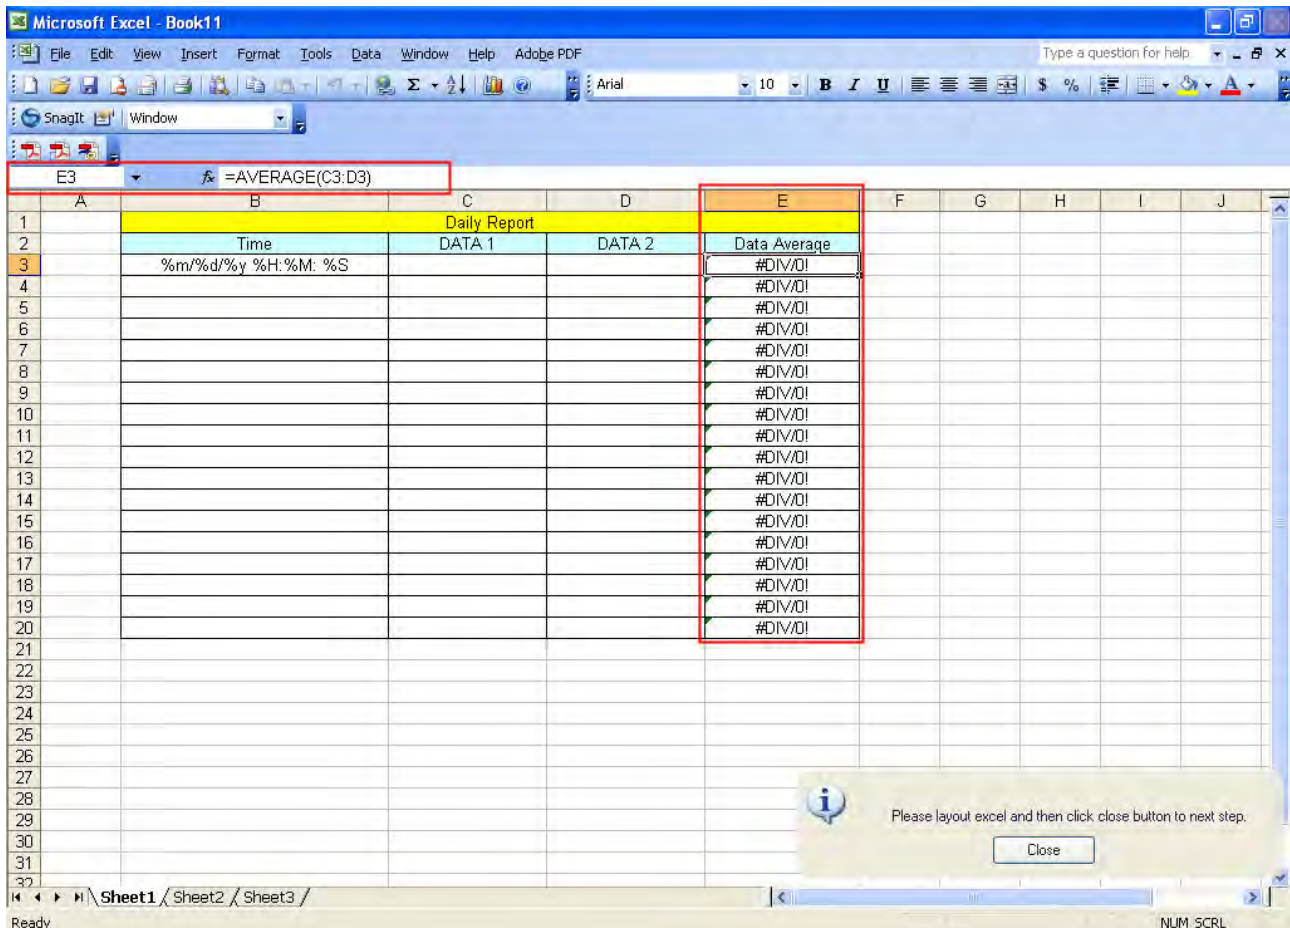 Microsoft Excel - Book11
File Edit View Insert Format Tools Data Window Help Adobe PDF Type a question for help
Arial 10 B I U $ %
SnagIt Window
E3 fx =AVERAGE(C3:D3)
A B C D E F G H I J
1 Daily Report
2 Time DATA 1 DATA 2 Data Average
3 %m/%d/%y %H:%M: %S #DIV/0!
4 #DIV/0!
5 #DIV/0!
6 #DIV/0!
7 #DIV/0!
8 #DIV/0!
9 #DIV/0!
10 #DIV/0!
11 #DIV/0!
12 #DIV/0!
13 #DIV/0!
14 #DIV/0!
15 #DIV/0!
16 #DIV/0!
17 #DIV/0!
18 #DIV/0!
19 #DIV/0!
20 #DIV/0!
21
22
23
24
25
26
27
28
29 Please layout excel and then click close button to next step.
30 Close
31
32
Sheet1 Sheet2 Sheet3
Ready NUM SCRL